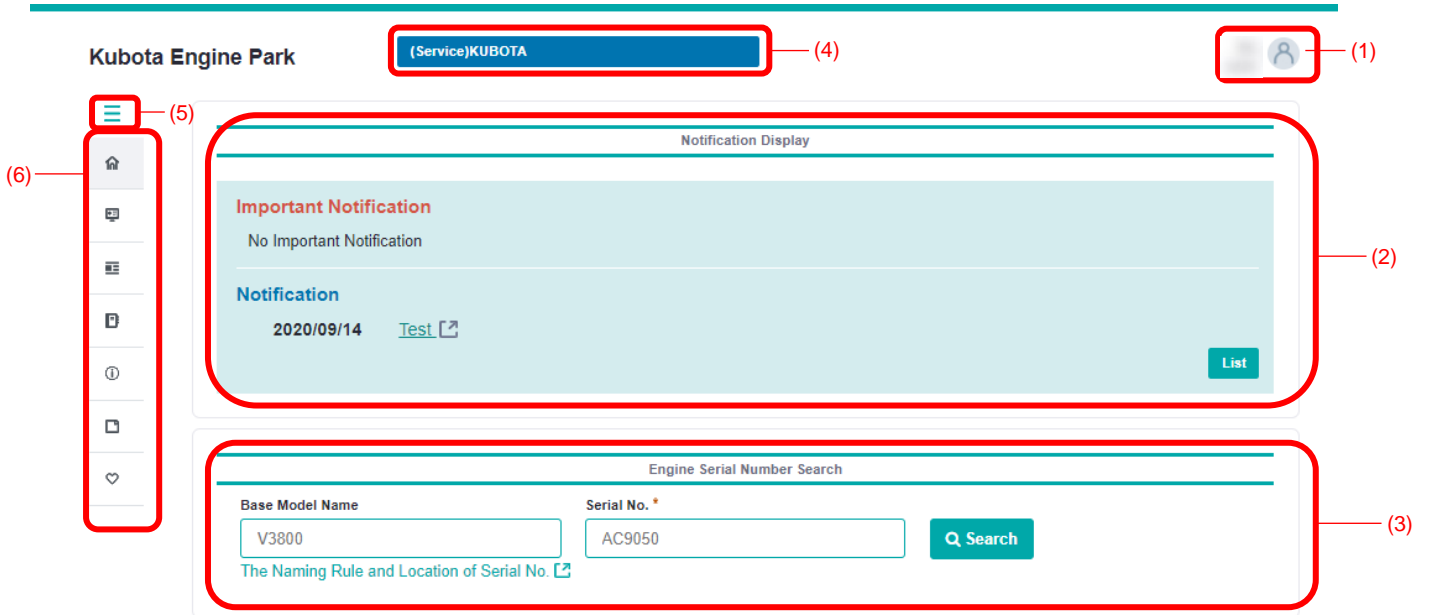 Kubota Engine Park
(Service)KUBOTA
(4)
(1)
(5)
(6)
Notification Display
Important Notification
No Important Notification
(2)
Notification
2020/09/14 Test
List
Engine Serial Number Search
Base Model Name Serial No. *
V3800 AC9050 Search
(3)
The Naming Rule and Location of Serial No.